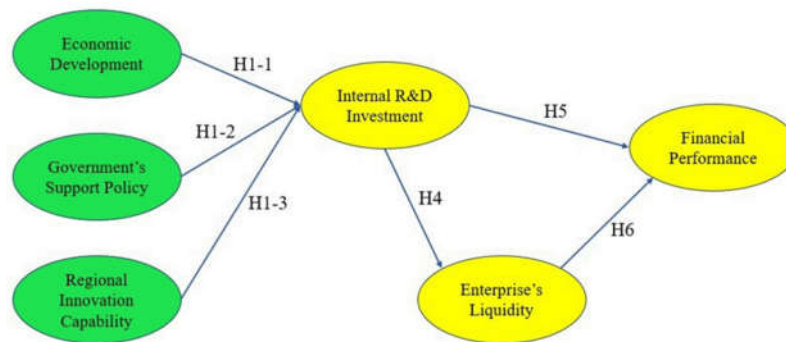 Economic
Development
H1-1
Internal R&D
Investment
H5
Financial
Performance
H1-2
Government's
Support Policy
H1-3
H4
H6
Regional
Innovation
Capability
Enterprise's
Liquidity